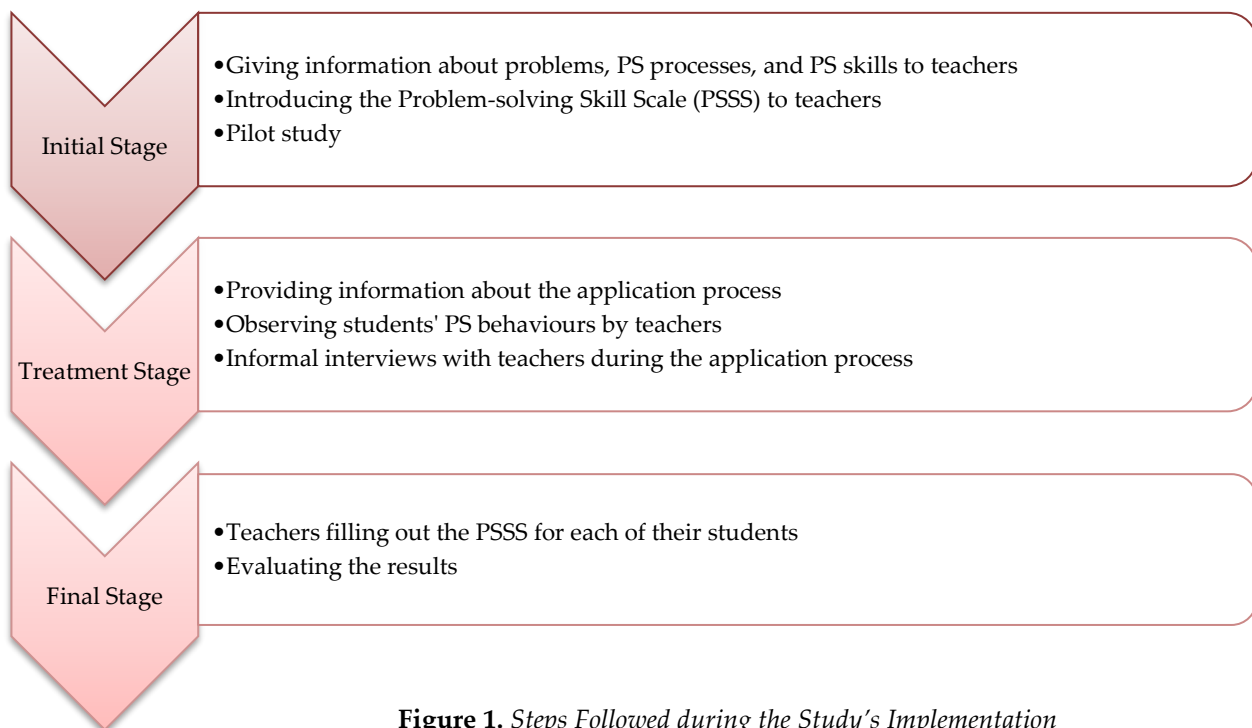 Initial Stage
•Giving information about problems, PS processes, and PS skills to teachers
•Introducing the Problem-solving Skill Scale (PSSS) to teachers
•Pilot study
Treatment Stage
•Providing information about the application process
•Observing students' PS behaviours by teachers
•Informal interviews with teachers during the application process
Final Stage
•Teachers filling out the PSSS for each of their students
•Evaluating the results
Figure 1. Steps Followed during the Study’s Implementation